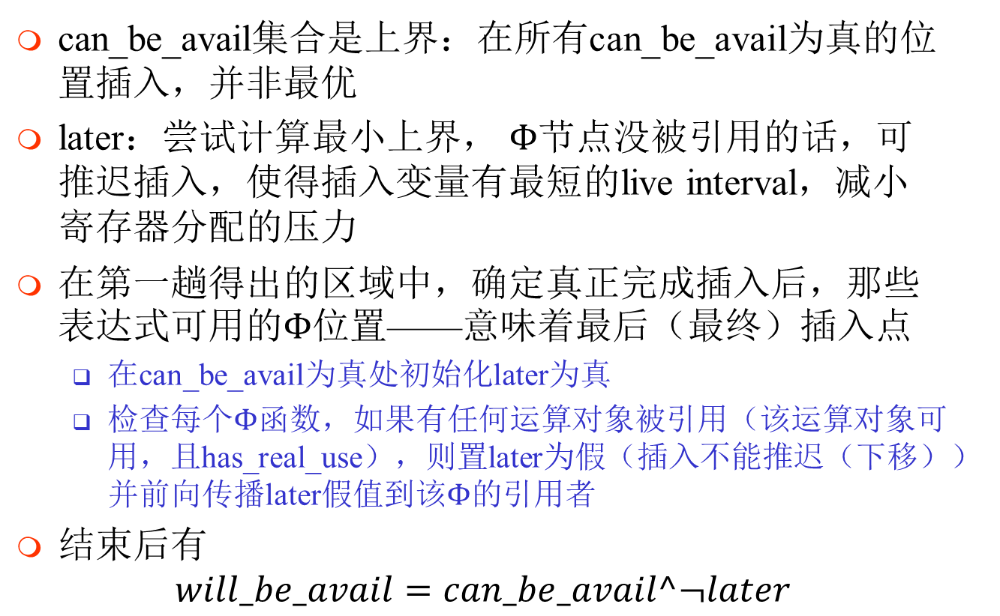 can_be_avail集合是上界：在所有can_be_avail为真的位
置插入，并非最优
later：尝试计算最小上界， Φ节点没被引用的话，可
推迟插入，使得插入变量有最短的live interval，减小
寄存器分配的压力
在第一趟得出的区域中，确定真正完成插入后，那些
表达式可用的Φ位置——意味着最后（最终）插入点
在can_be_avail为真处初始化later为真
检查每个Φ函数，如果有任何运算对象被引用（该运算对象可
用，且has_real_use），则置later为假（插入不能推迟（下移））
并前向传播later假值到该Φ的引用者
结束后有
will_be_avail = can_be_avail^¬later